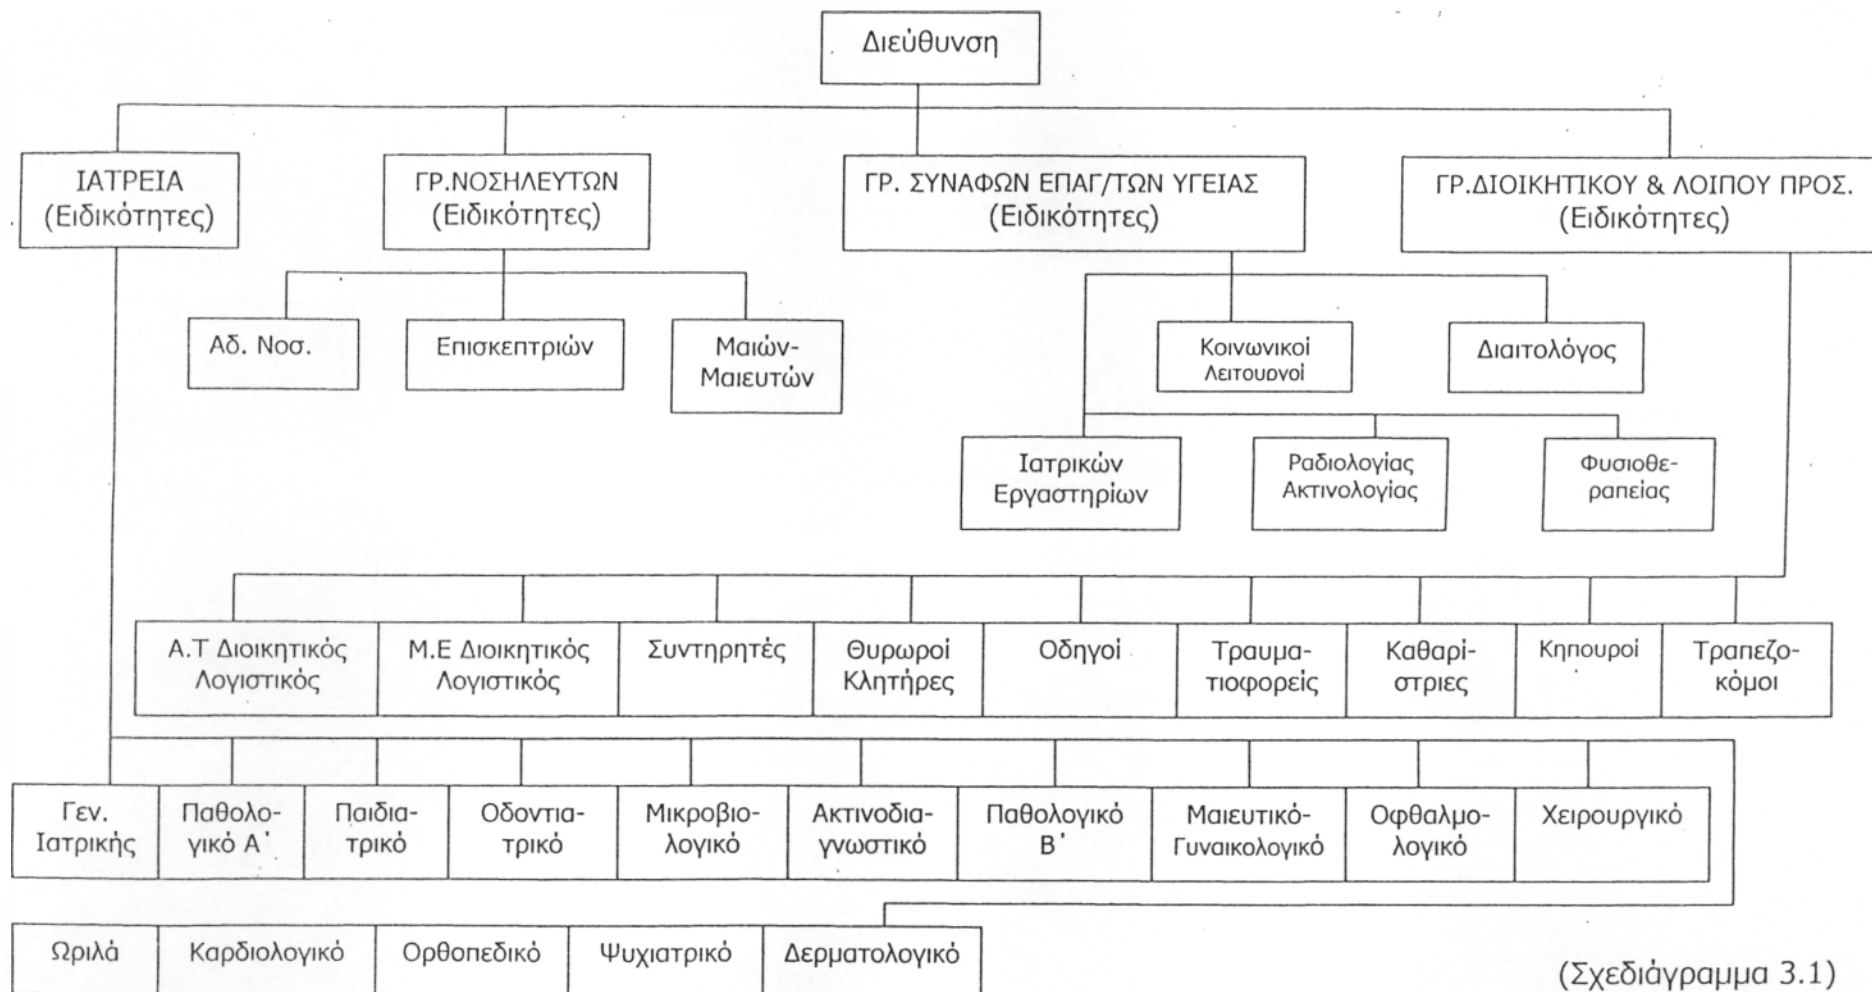 Διεύθυνση
ΙΑΤΡΕΙΑ
(Ειδικότητες)
ΓΡ.ΝΟΣΗΛΕΥΤΩΝ
(Ειδικότητες)
ΓΡ. ΣΥΝΑΦΩΝ ΕΠΑΓ/ΤΩΝ ΥΓΕΙΑΣ
(Ειδικότητες)
ΓΡ.ΔΙΟΙΚΗΤΙΚΟΥ & ΛΟΙΠΟΥ ΠΡΟΣ.
(Ειδικότητες)
Αδ. Νοσ.
Επισκεπτριών
Μαιών-
Μαιευτών
Κοινωνικοί
Λειτουργοί
Διαιτολόγος
Ιατρικών
Εργαστηρίων
Ραδιολογίας
Ακτινολογίας
Φυσιοθε-
ραπείας
Α.Τ Διοικητικός
Λογιστικός
Μ.Ε Διοικητικός
Λογιστικός
Συντηρητές
Θυρωροί
Κλητήρες
Οδηγοί
Τραυμα-
τιοφορείς
Καθαρί-
στριες
Κηπουροί
Τραπεζο-
κόμοι
Γεν.
Ιατρικής
Παθολο-
γικό Α΄
Παιδια-
τρικό
Οδοντια-
τρικό
Μικροβιο-
λογικό
Ακτινοδια-
γνωστικό
Παθολογικό
Β΄
Μαιευτικό-
Γυναικολογικό
Οφθαλμο-
λογικό
Χειρουργικό
Ωριλά
Καρδιολογικό
Ορθοπεδικό
Ψυχιατρικό
Δερματολογικό
(Σχεδιάγραμμα 3.1)